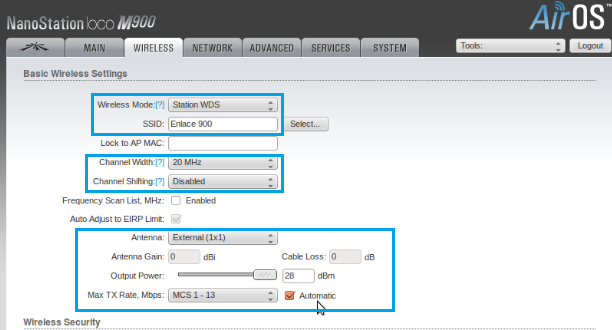 NanoStation loco M900
AirOS™
MAIN WIRELESS NETWORK ADVANCED SERVICES SYSTEM Tools: Logout
Basic Wireless Settings
Wireless Mode:[?] Station WDS
SSID: Enlace 900 Select...
Lock to AP MAC:
Channel Width:[?] 20 MHz
Channel Shifting:[?] Disabled
Frequency Scan List, MHz: Enabled
Auto Adjust to EIRP Limit:
Antenna: External (1x1)
Antenna Gain: 0 dBi Cable Loss: 0 dB
Output Power: 28 dBm
Max TX Rate, Mbps: MCS 1 - 13 Automatic
Wireless Security